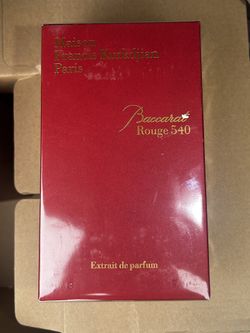 Maison
Francis Kurkdjian
Paris
Baccarat
Rouge 540
Extrait de parfum